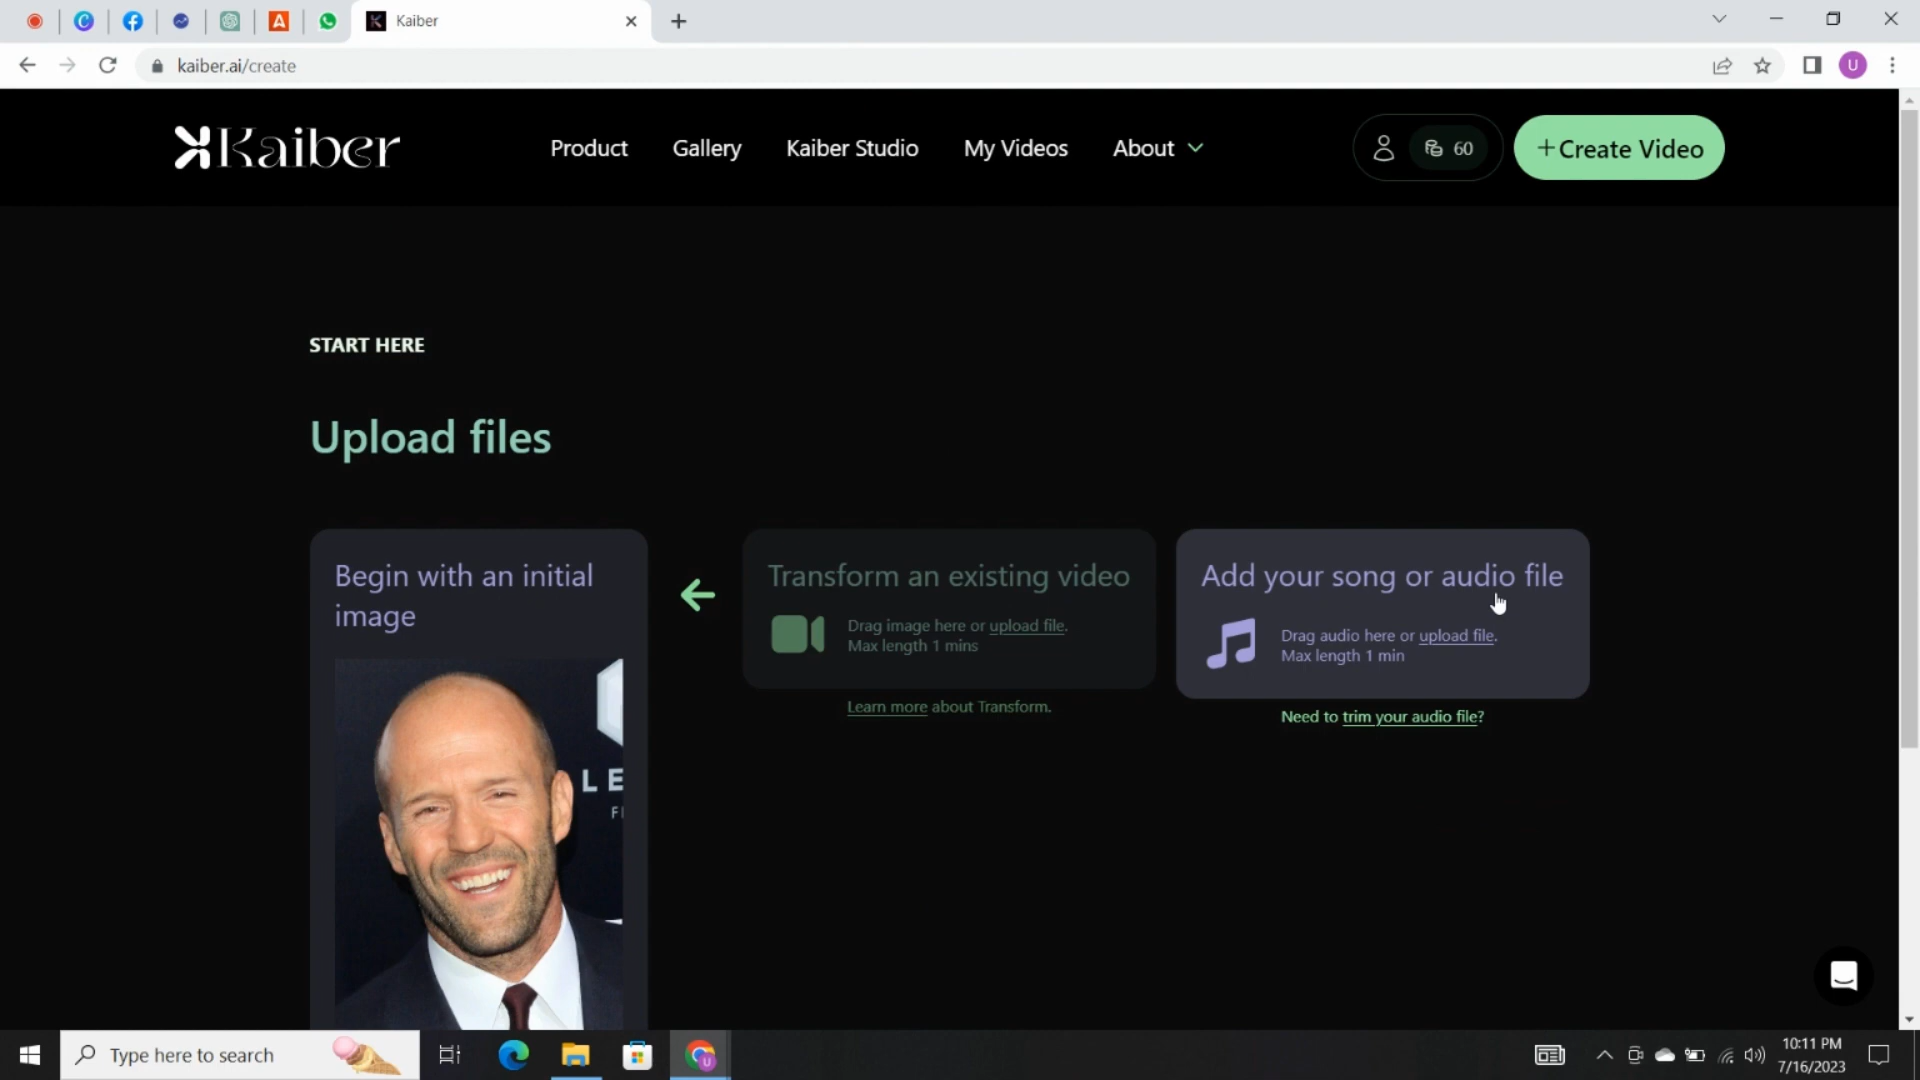 Kaiber
kaiber.ai/create
U
Kaiber
Product
Gallery
Kaiber Studio
My Videos
About
60
+Create Video
START HERE
Upload files
Begin with an initial
image
Transform an existing video
Drag image here or upload file.
Max length 1 mins
Learn more about Transform.
Add your song or audio file
Drag audio here or upload file.
Max length 1 min
Need to trim your audio file?
LE
Type here to search
10:11 PM
7/16/2023